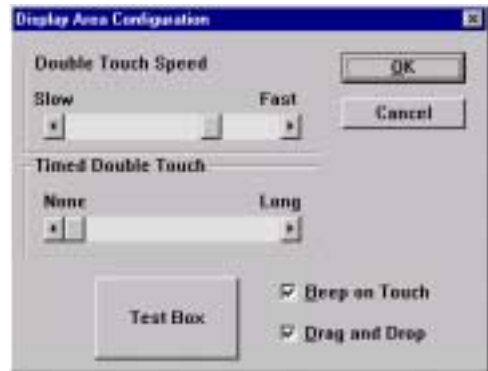 Display Area Configuration
Double Touch Speed
Slow Fast
OK
Cancel
Timed Double Touch
None Long
Test Box
Beep on Touch
Drag and Drop